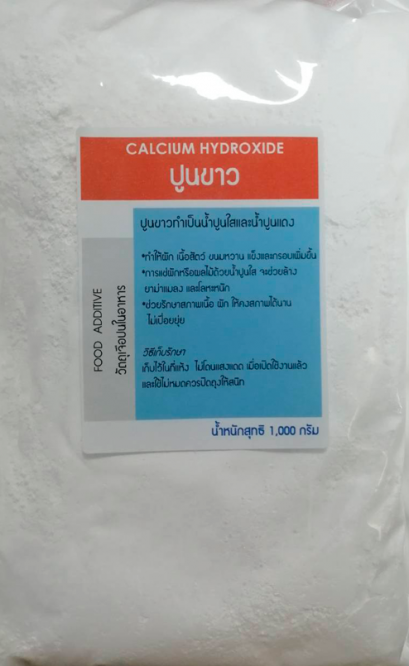 CALCIUM HYDROXIDE
ปูนขาว
ปูนขาวทำเป็นน้ำปูนใสและน้ำปูนแดง
*ทำให้ผัก เนื้อสัตว์ ขนมหวาน แข็งและกรอบเพิ่มขึ้น
*การแช่ผักหรือผลไม้ด้วยน้ำปูนใส จะช่วยล้าง
ยาฆ่าแมลง และโลหะหนัก
*ช่วยรักษาสภาพเนื้อ ผัก ให้คงสภาพได้นาน
ไม่เปื่อยยุ่ย
วิธีเก็บรักษา
เก็บไว้ในที่แห้ง ไม่โดนแสงแดด เมื่อเปิดใช้งานแล้ว
และใช้ไม่หมดควรปิดถุงให้สนิท
FOOD ADDITIVE
วัตถุเจือปนในอาหาร
น้ำหนักสุทธิ 1,000 กรัม